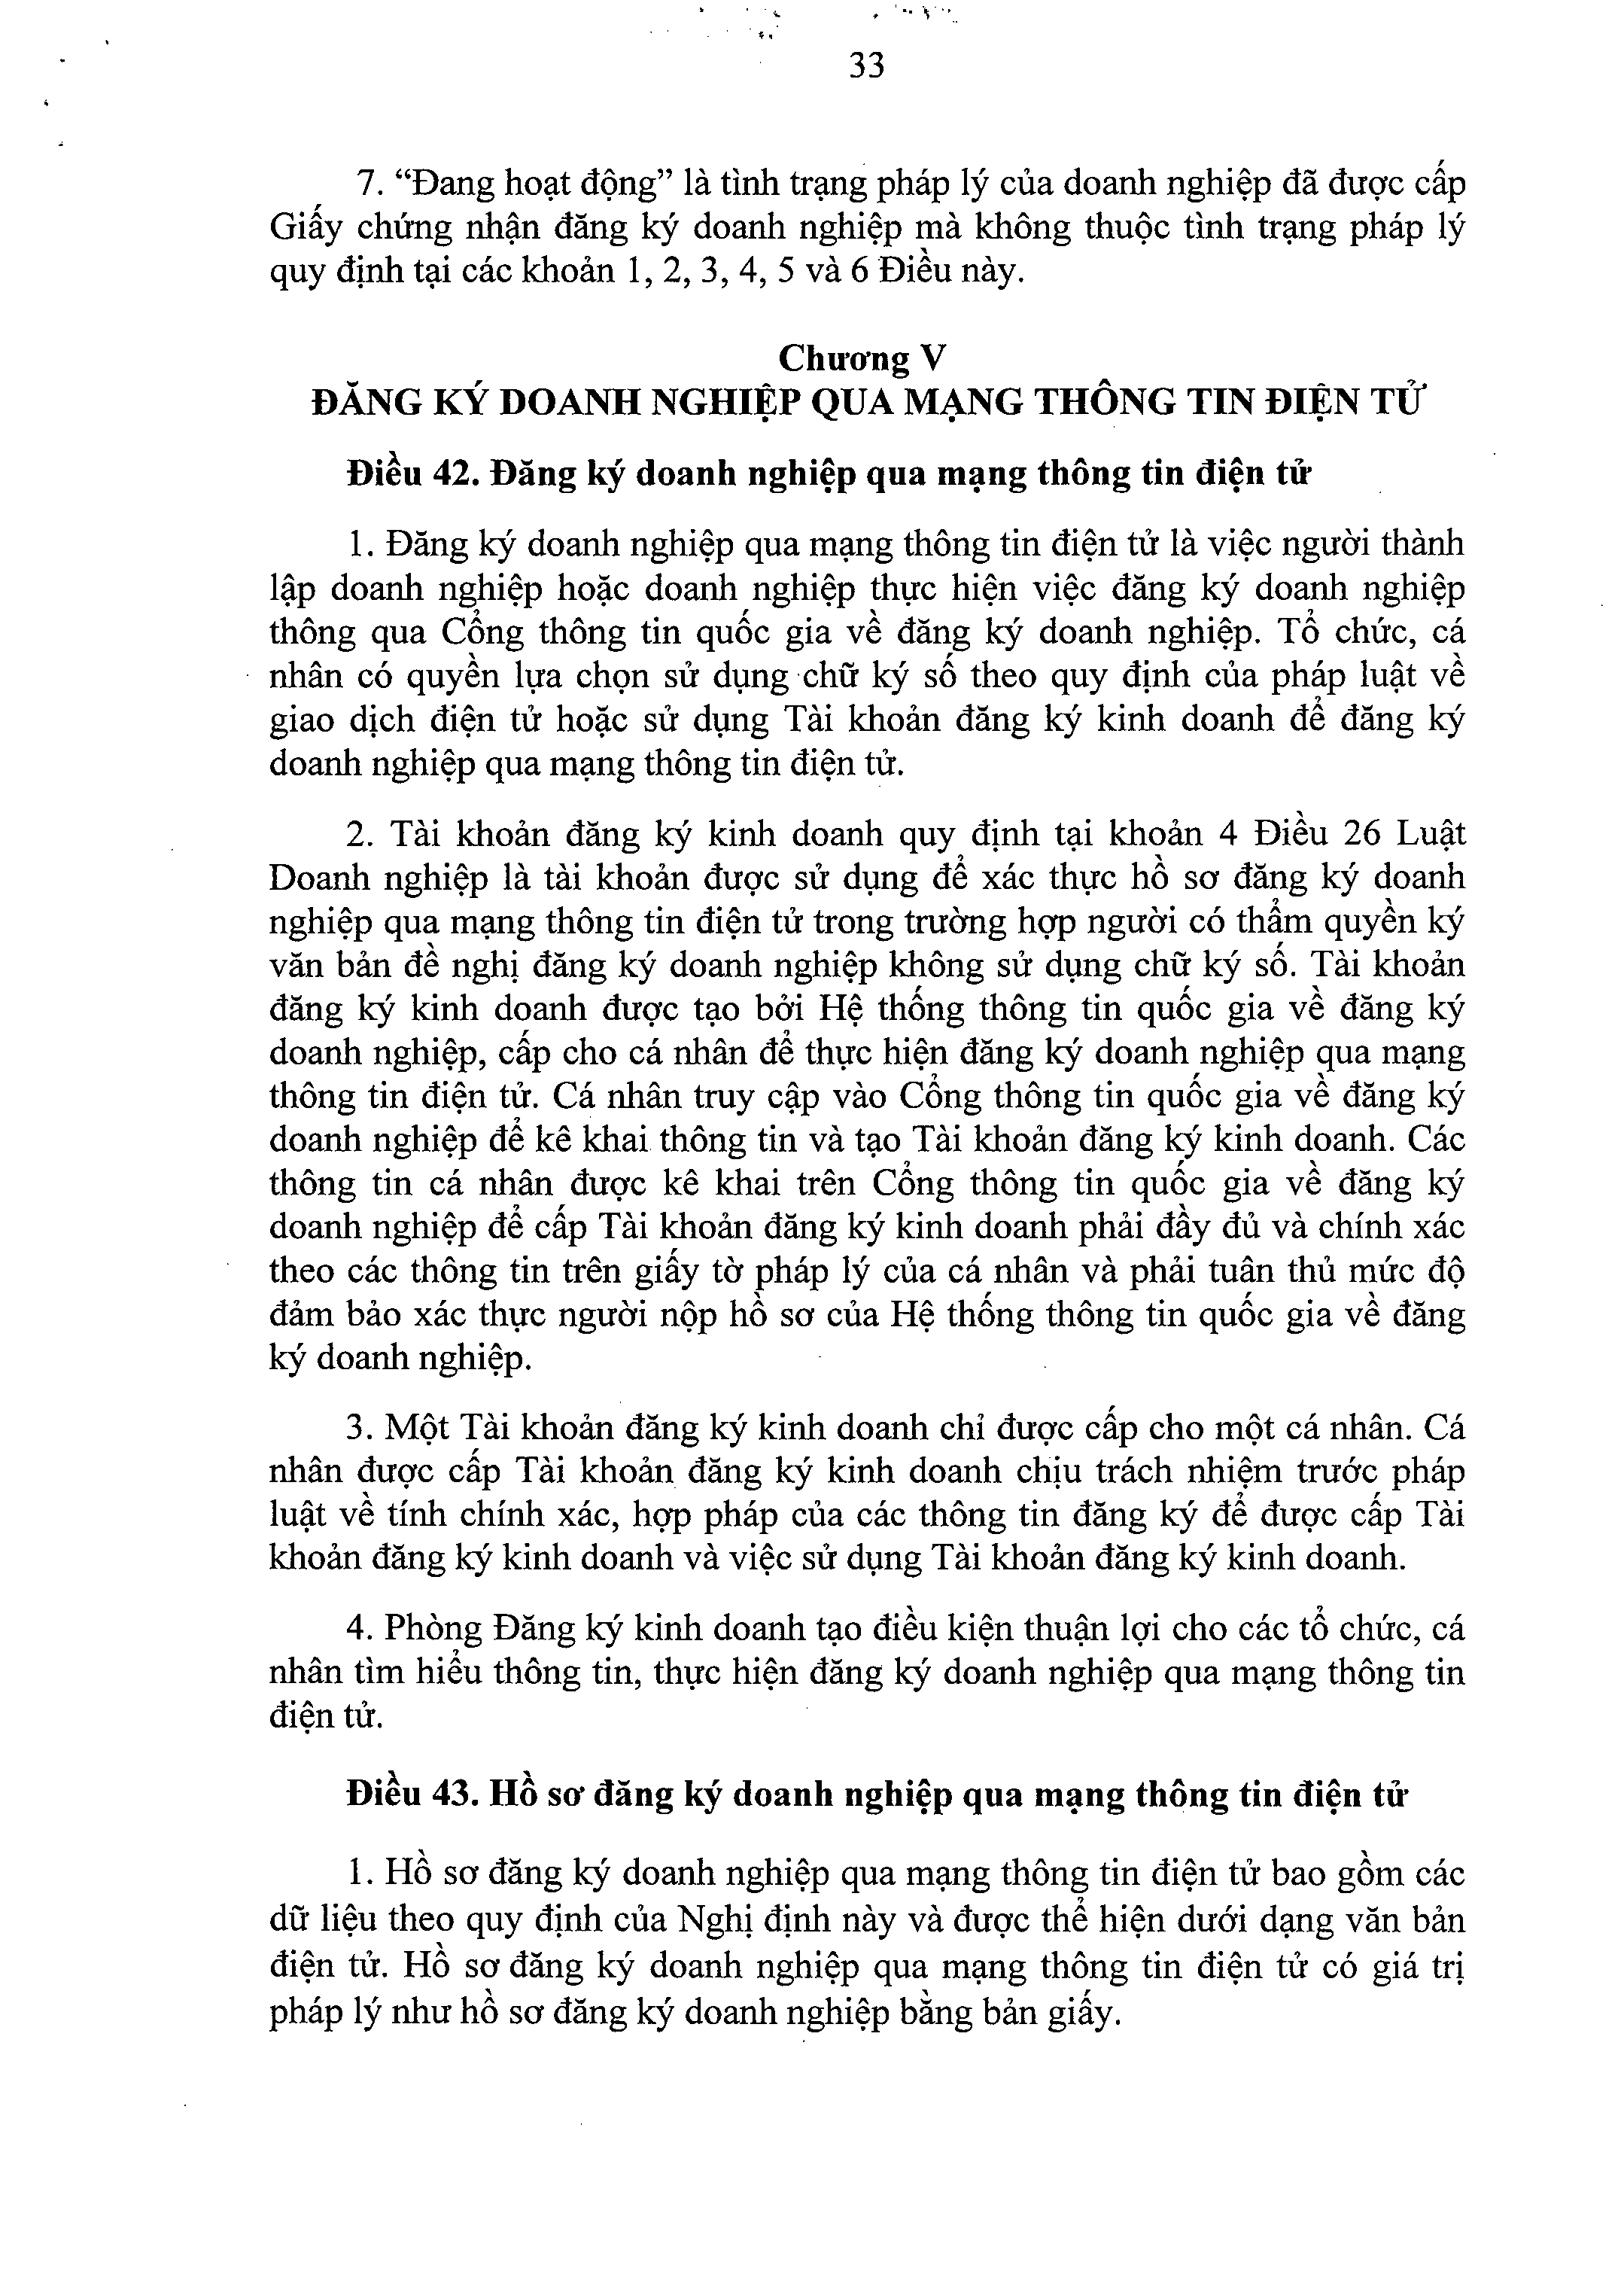 33
7. “Đang hoạt động” là tình trạng pháp lý của doanh nghiệp đã được cấp
Giấy chứng nhận đăng ký doanh nghiệp mà không thuộc tình trạng pháp lý
quy định tại các khoản 1, 2, 3, 4, 5 và 6 Điều này.
Chương V
ĐĂNG KÝ DOANH NGHIỆP QUA MẠNG THÔNG TIN ĐIỆN TỬ
Điều 42. Đăng ký doanh nghiệp qua mạng thông tin điện tử
1. Đăng ký doanh nghiệp qua mạng thông tin điện tử là việc người thành
lập doanh nghiệp hoặc doanh nghiệp thực hiện việc đăng ký doanh nghiệp
thông qua Cổng thông tin quốc gia về đăng ký doanh nghiệp. Tổ chức, cá
nhân có quyền lựa chọn sử dụng chữ ký số theo quy định của pháp luật về
giao dịch điện tử hoặc sử dụng Tài khoản đăng ký kinh doanh để đăng ký
doanh nghiệp qua mạng thông tin điện tử.
2. Tài khoản đăng ký kinh doanh quy định tại khoản 4 Điều 26 Luật
Doanh nghiệp là tài khoản được sử dụng để xác thực hồ sơ đăng ký doanh
nghiệp qua mạng thông tin điện tử trong trường hợp người có thẩm quyền ký
văn bản đề nghị đăng ký doanh nghiệp không sử dụng chữ ký số. Tài khoản
đăng ký kinh doanh được tạo bởi Hệ thống thông tin quốc gia về đăng ký
doanh nghiệp, cấp cho cá nhân để thực hiện đăng ký doanh nghiệp qua mạng
thông tin điện tử. Cá nhân truy cập vào Cổng thông tin quốc gia về đăng ký
doanh nghiệp để kê khai thông tin và tạo Tài khoản đăng ký kinh doanh. Các
thông tin cá nhân được kê khai trên Cổng thông tin quốc gia về đăng ký
doanh nghiệp để cấp Tài khoản đăng ký kinh doanh phải đầy đủ và chính xác
theo các thông tin trên giấy tờ pháp lý của cá nhân và phải tuân thủ mức độ
đảm bảo xác thực người nộp hồ sơ của Hệ thống thông tin quốc gia về đăng
ký doanh nghiệp.
3. Một Tài khoản đăng ký kinh doanh chỉ được cấp cho một cá nhân. Cá
nhân được cấp Tài khoản đăng ký kinh doanh chịu trách nhiệm trước pháp
luật về tính chính xác, hợp pháp của các thông tin đăng ký để được cấp Tài
khoản đăng ký kinh doanh và việc sử dụng Tài khoản đăng ký kinh doanh.
4. Phòng Đăng ký kinh doanh tạo điều kiện thuận lợi cho các tổ chức, cá
nhân tìm hiểu thông tin, thực hiện đăng ký doanh nghiệp qua mạng thông tin
điện tử.
Điều 43. Hồ sơ đăng ký doanh nghiệp qua mạng thông tin điện tử
1. Hồ sơ đăng ký doanh nghiệp qua mạng thông tin điện tử bao gồm các
dữ liệu theo quy định của Nghị định này và được thể hiện dưới dạng văn bản
điện tử. Hồ sơ đăng ký doanh nghiệp qua mạng thông tin điện tử có giá trị
pháp lý như hồ sơ đăng ký doanh nghiệp bằng bản giấy.